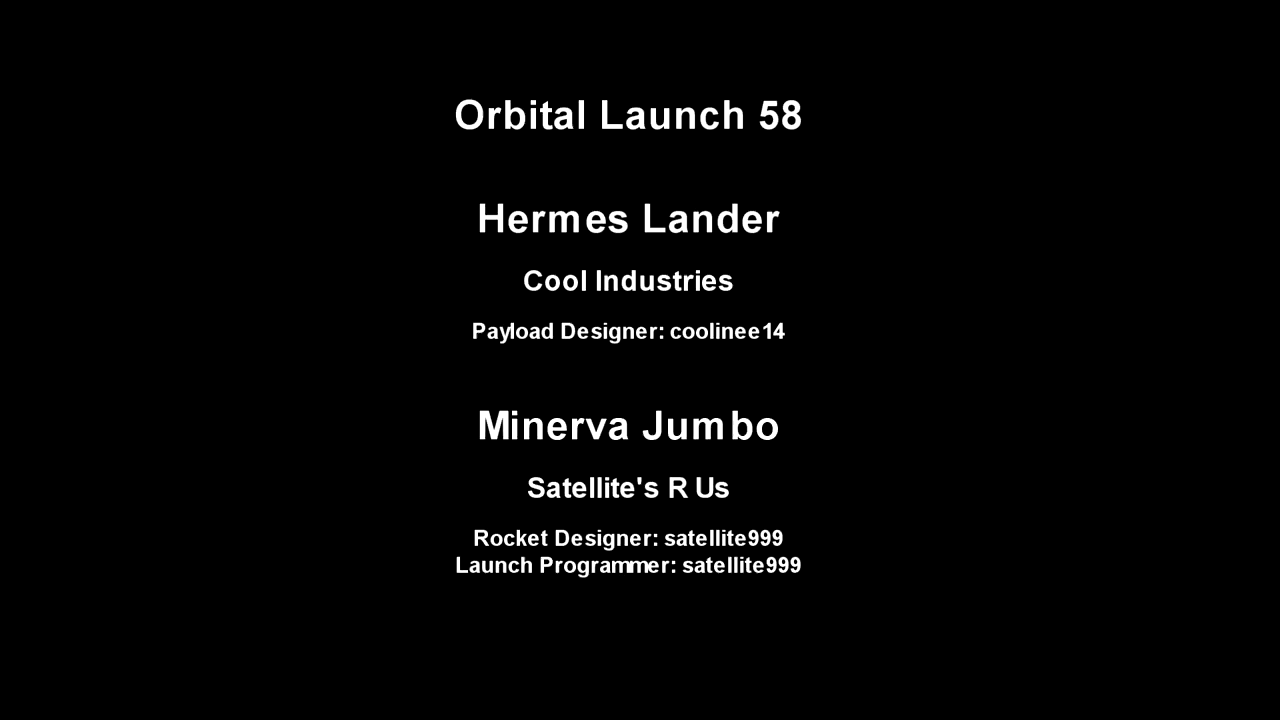 Orbital Launch 58
Hermes Lander
Cool Industries
Payload Designer: coolinee14
Minerva Jumbo
Satellite's R Us
Rocket Designer: satellite999
Launch Programmer: satellite999